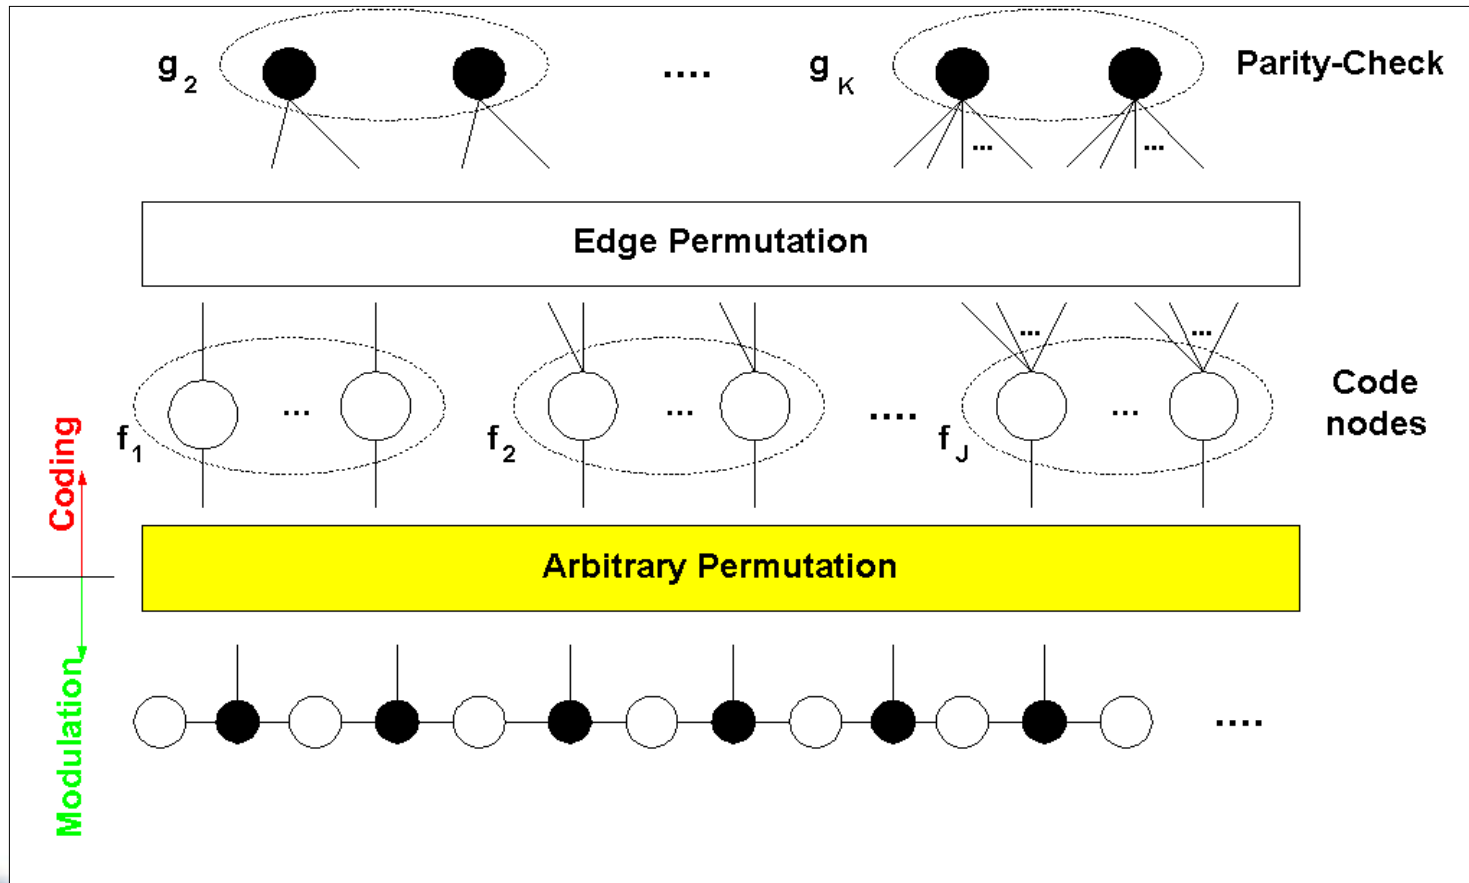 g2 .... gK Parity-Check
... ...
Edge Permutation
... ...
... ... .... ... Code
nodes
f1 f2 fJ
Coding
Arbitrary Permutation
Modulation
....